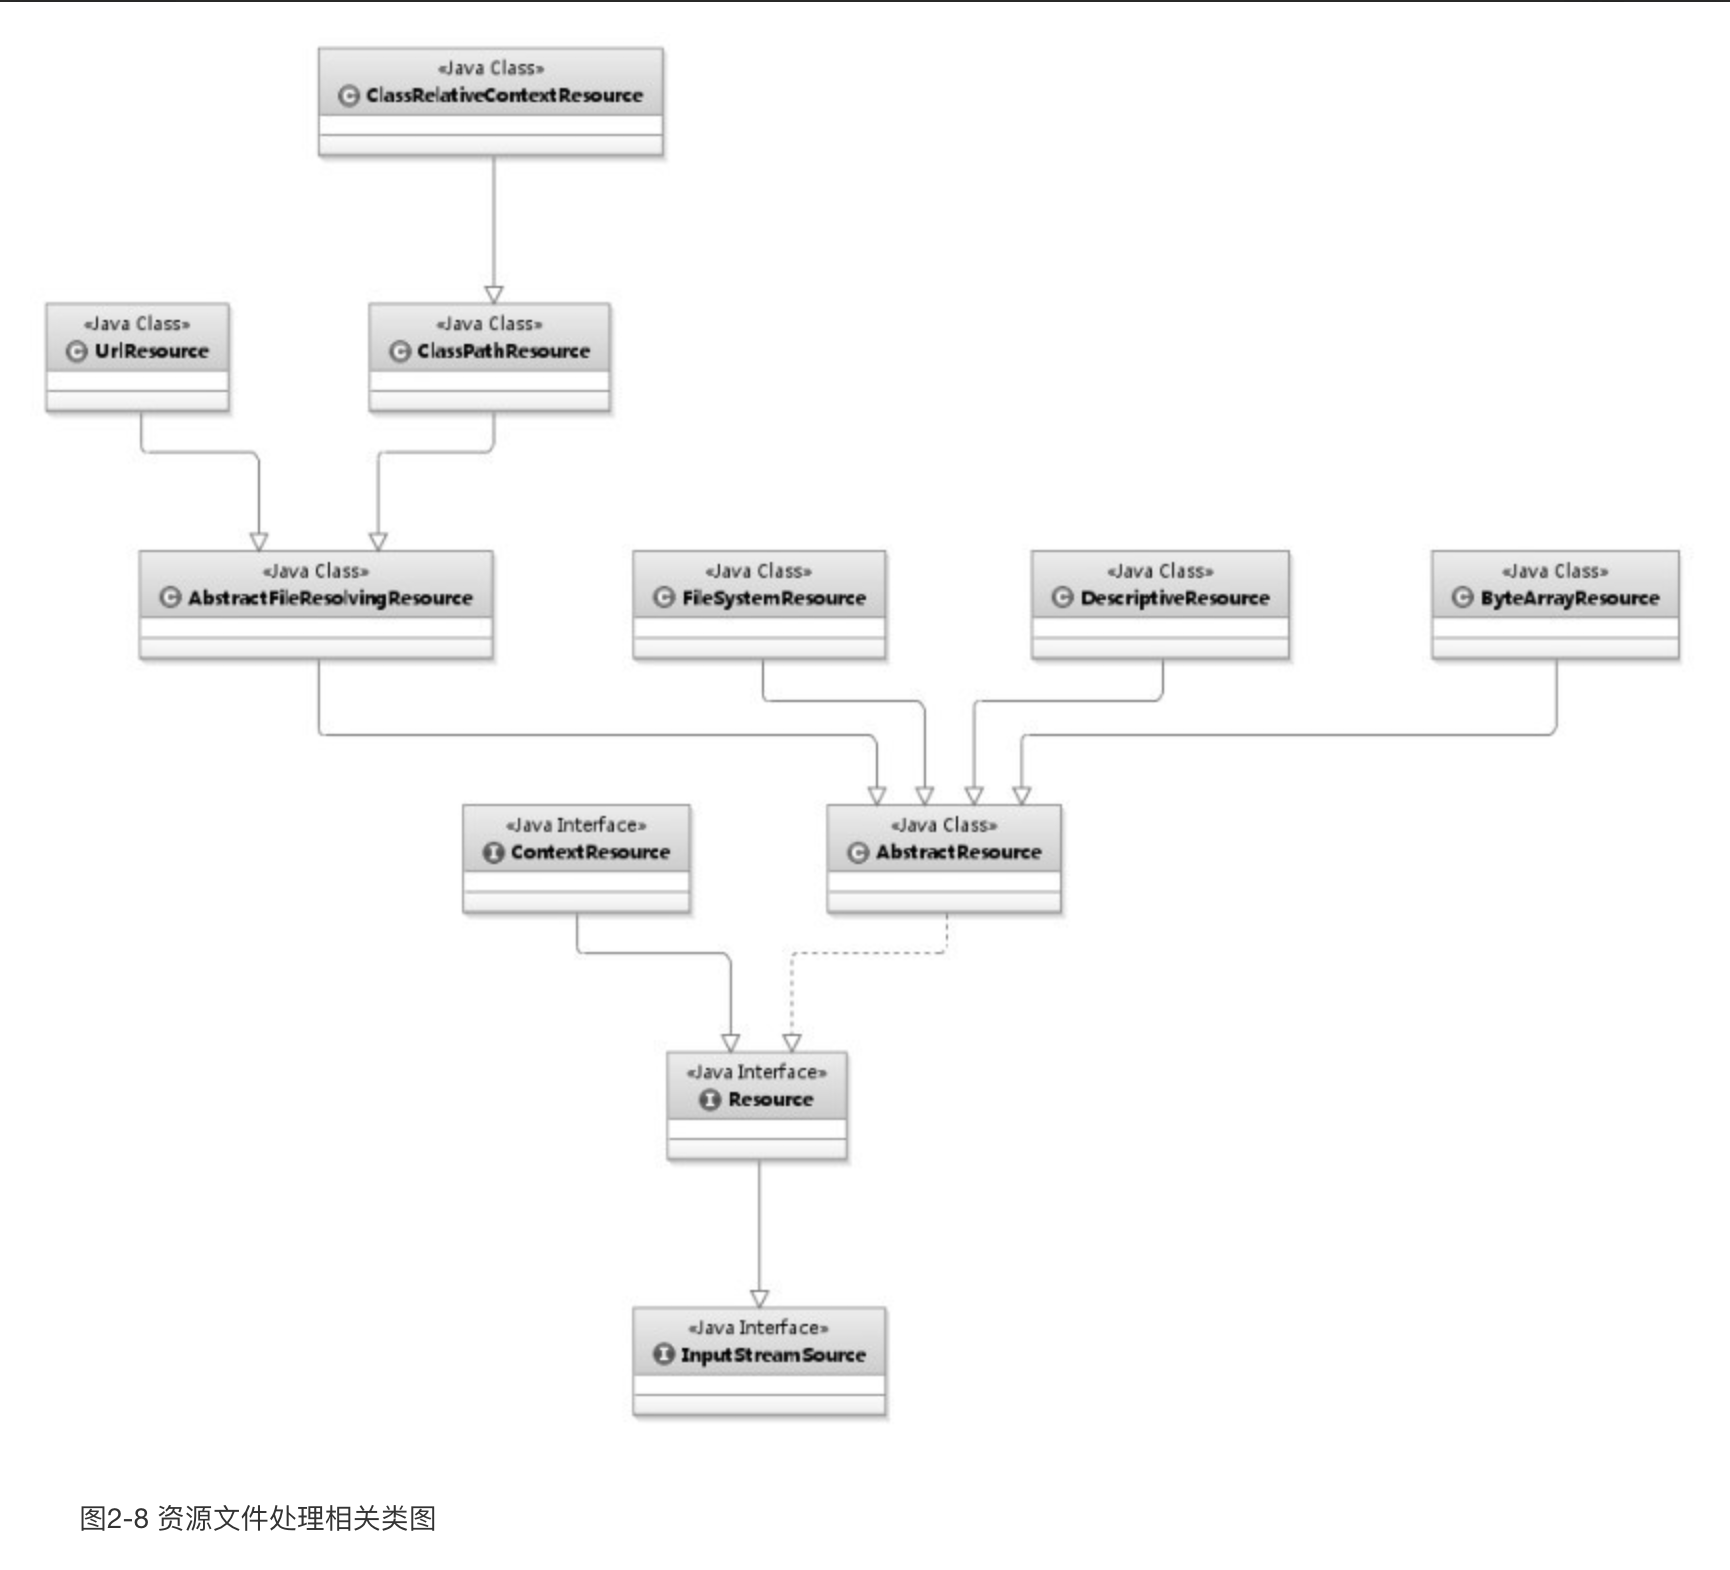 «Java Class»
ClassRelativeContextResource
«Java Class»
UrlResource
«Java Class»
ClassPathResource
«Java Class»
AbstractFileResolvingResource
«Java Class»
FileSystemResource
«Java Class»
DescriptiveResource
«Java Class»
ByteArrayResource
«Java Interface»
ContextResource
«Java Class»
AbstractResource
«Java Interface»
Resource
«Java Interface»
InputStreamSource
图2-8 资源文件处理相关类图